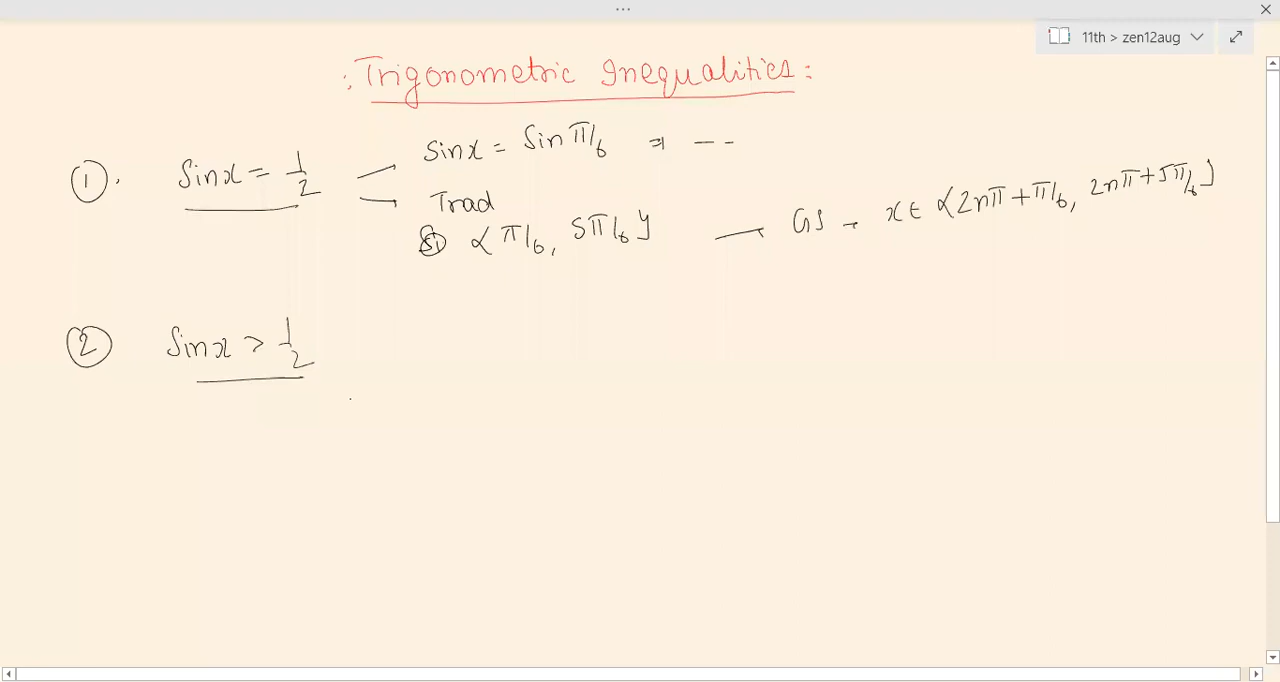 11th > zen12aug
: Trigonometric Inequalities :
①. Sinx = 1/2 → Sinx = Sin π/6 ⇒ --
→ Trad
{π/6, 5π/6} → GS → x ∈ {2nπ + π/6, 2nπ + 5π/6}
② Sinx > 1/2